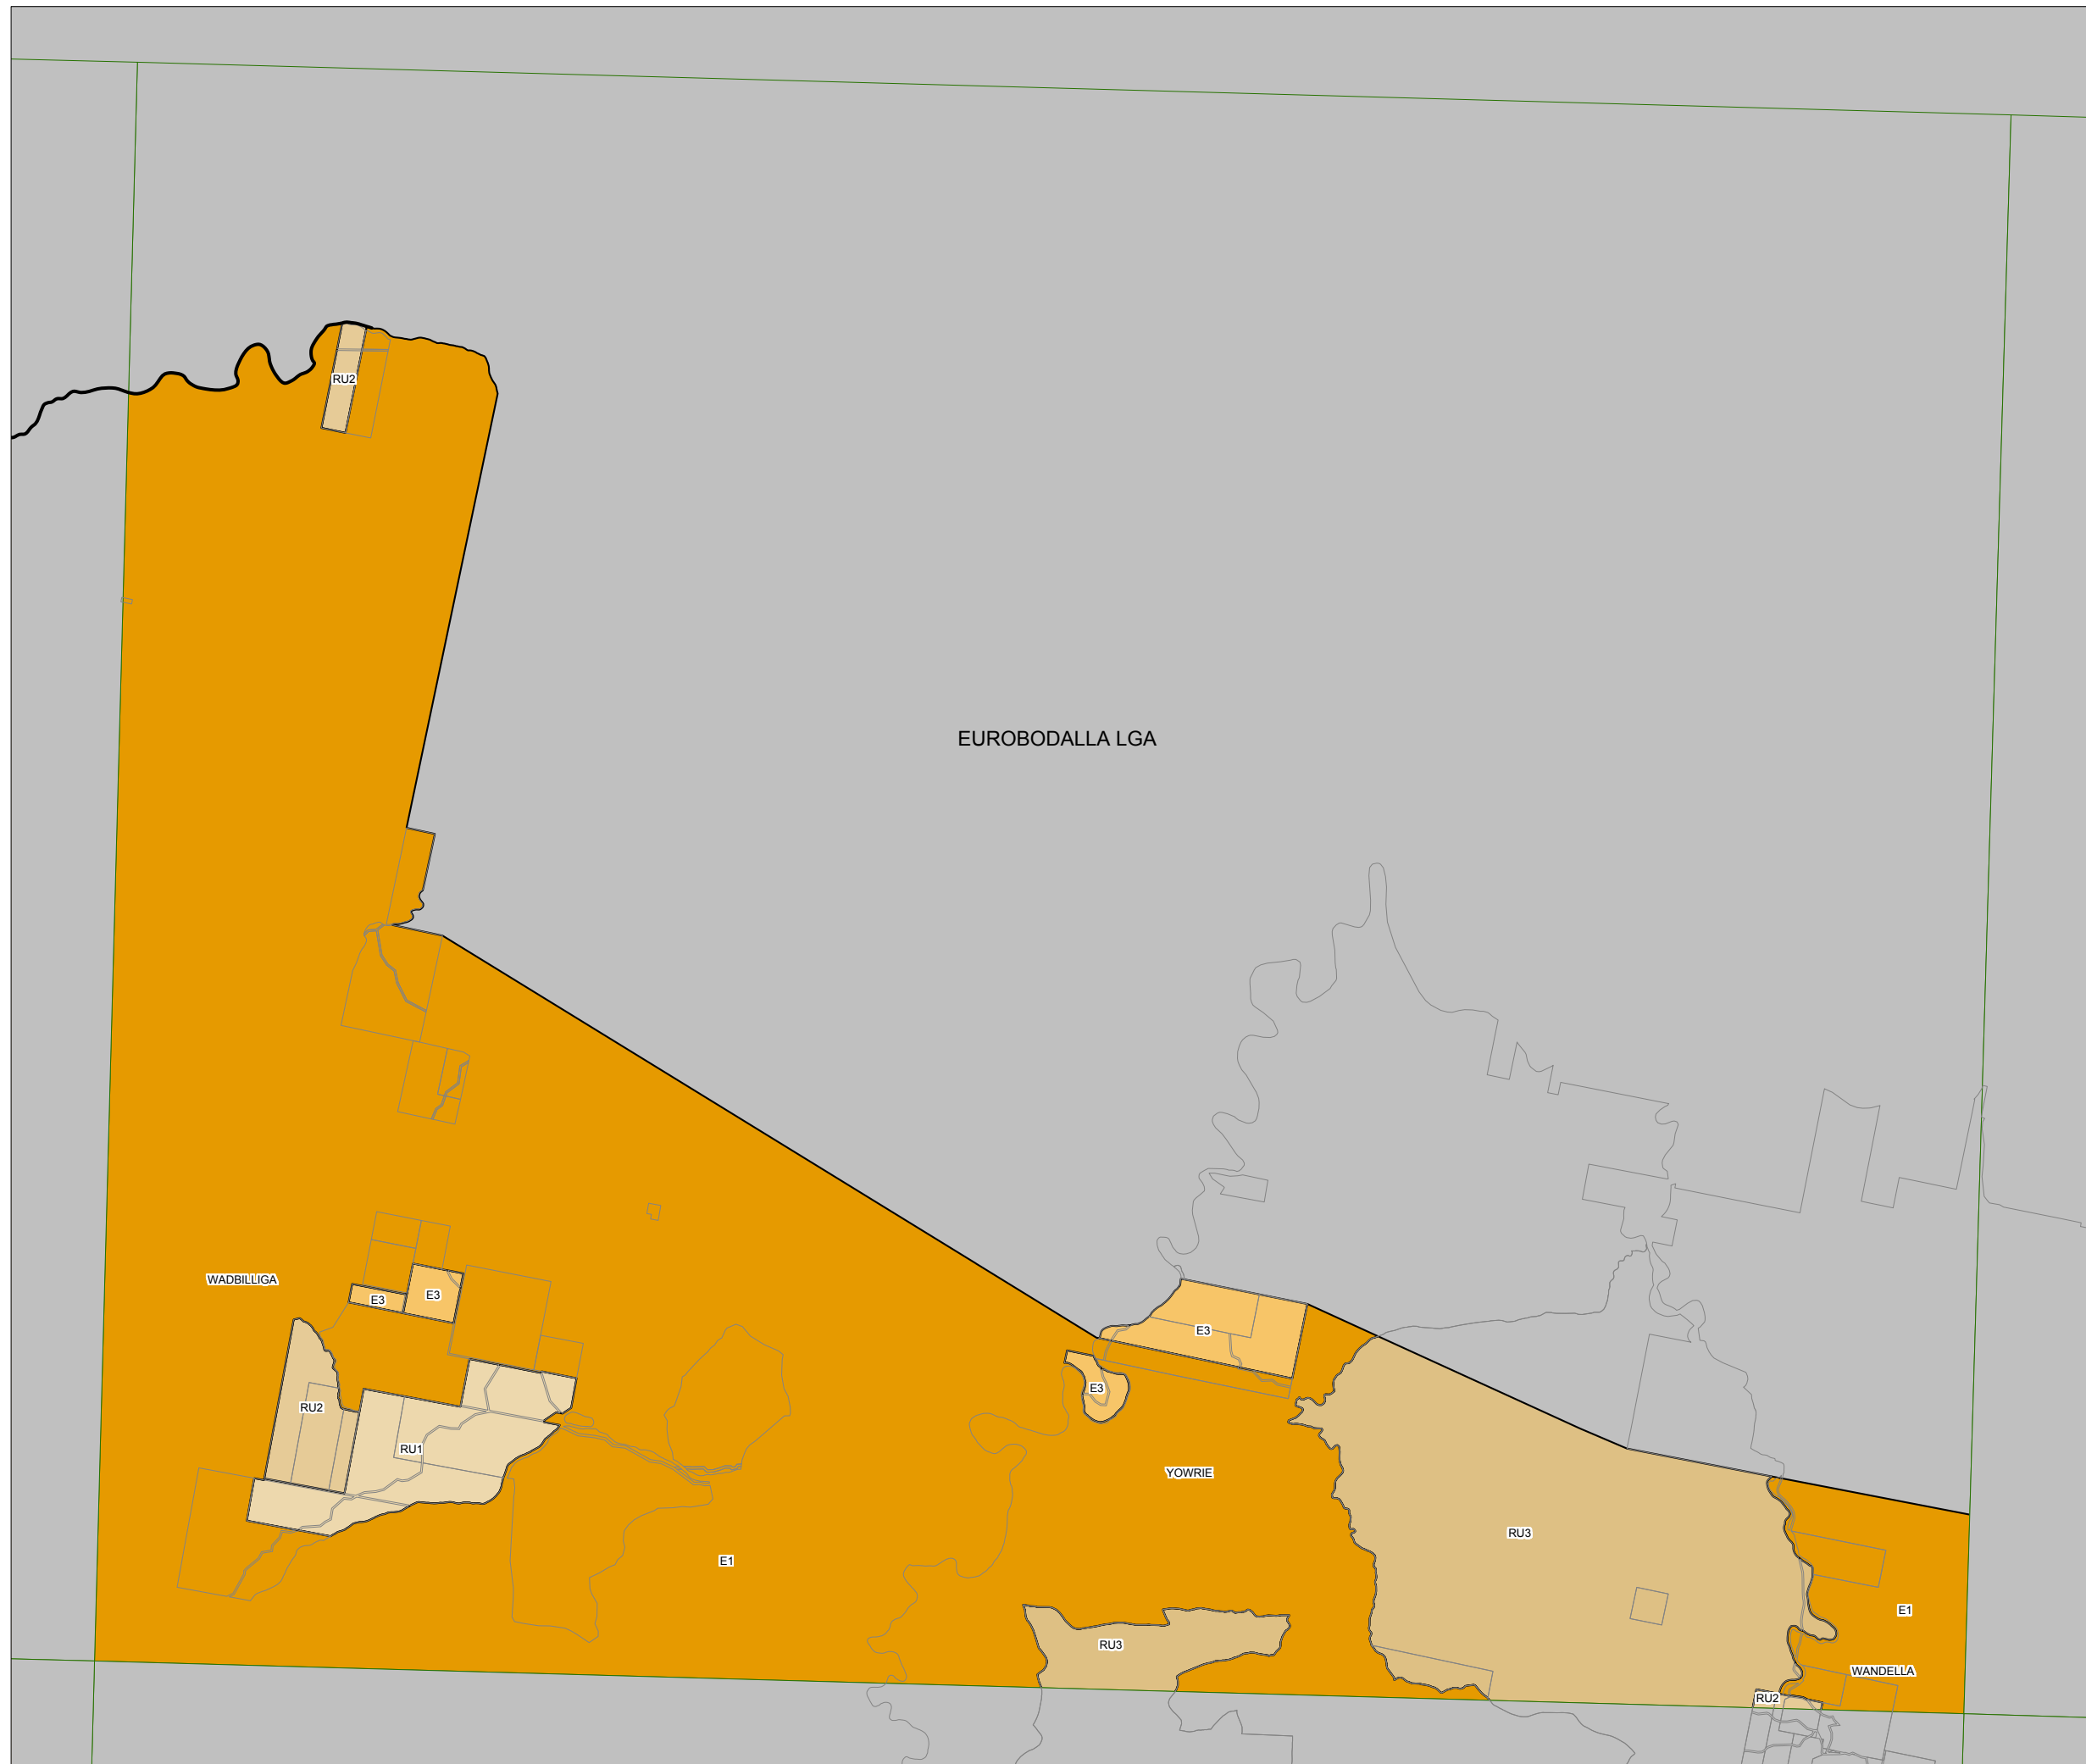 RU2
EUROBODALLA LGA
WADBILLIGA
E3
E3
E3
E3
RU2
RU1
YOWRIE
RU3
E1
E1
RU3
WANDELLA
RU2